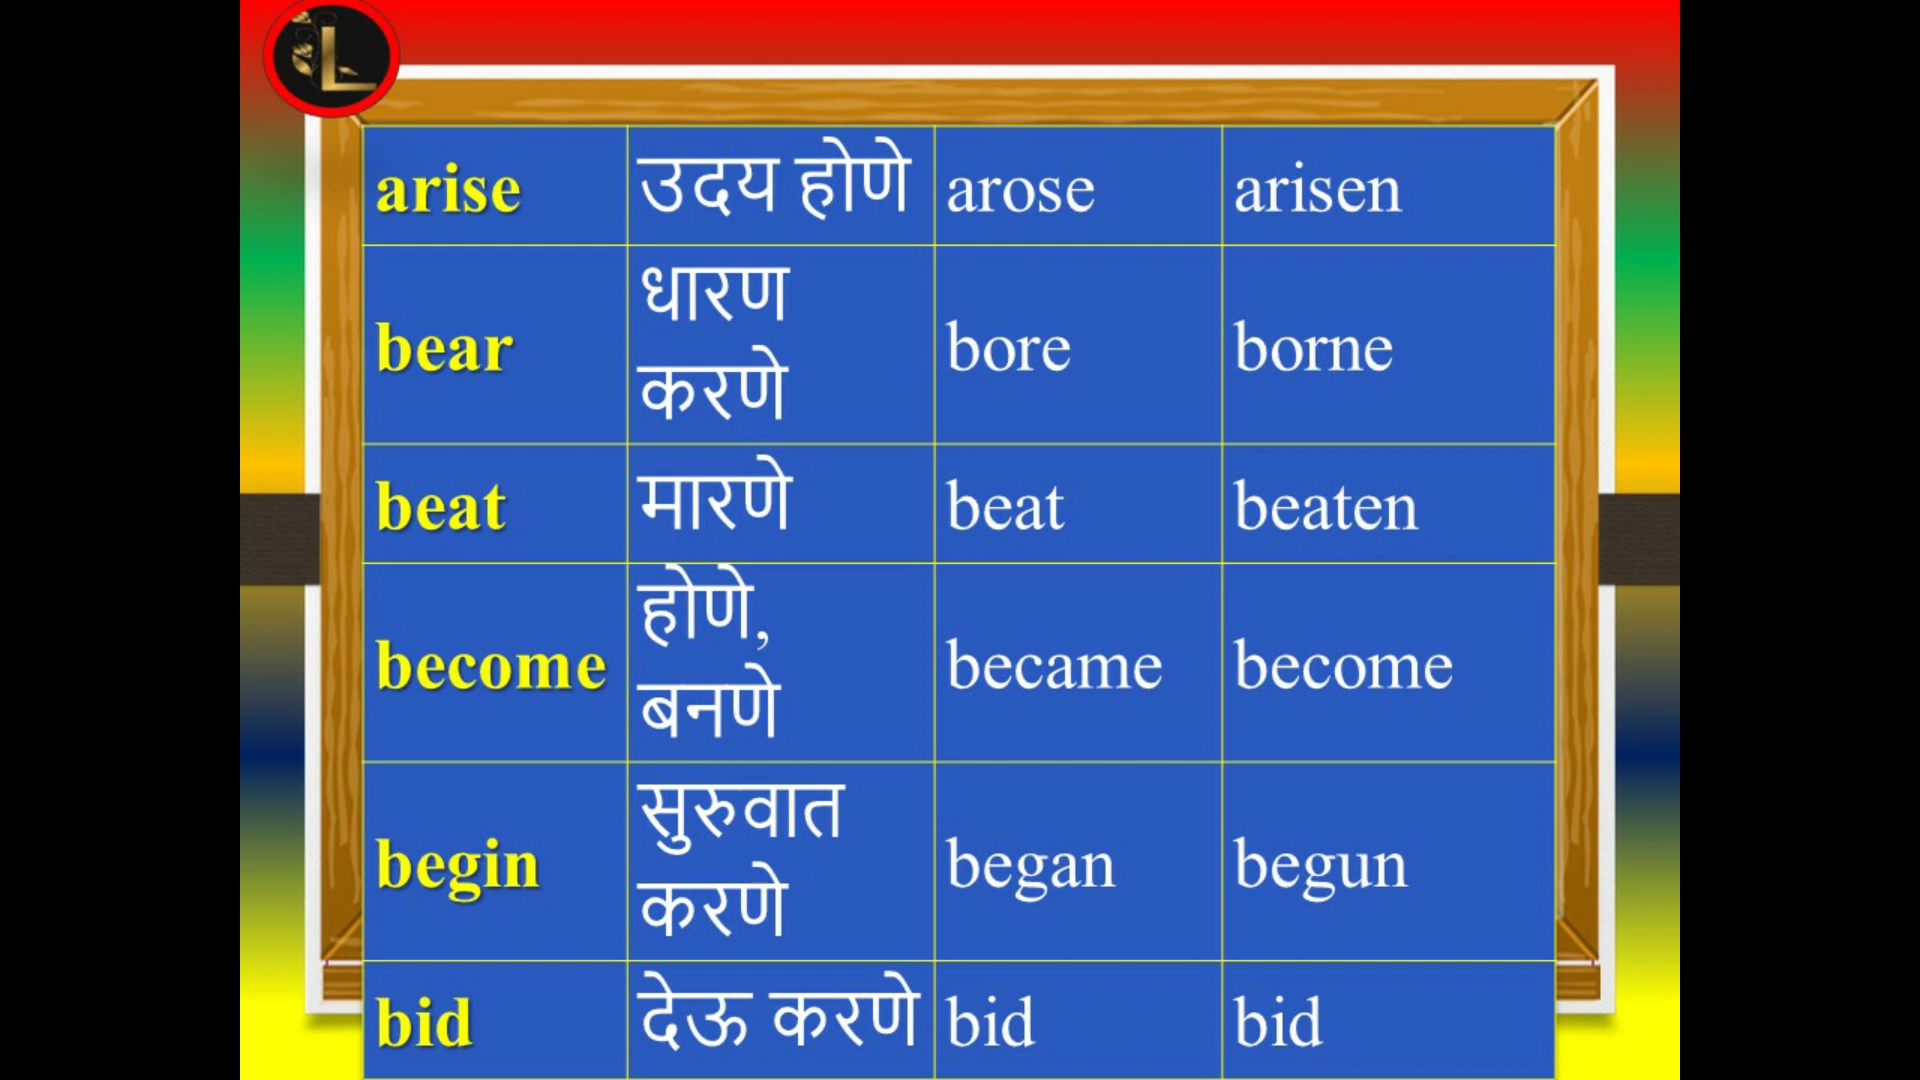 L
arise उदय होणे arose arisen
धारण
bear bore borne
करणे
beat मारणे beat beaten
होणे,
become became become
बनणे
सुरुवात
begin began begun
करणे
bid देऊ करणे bid bid